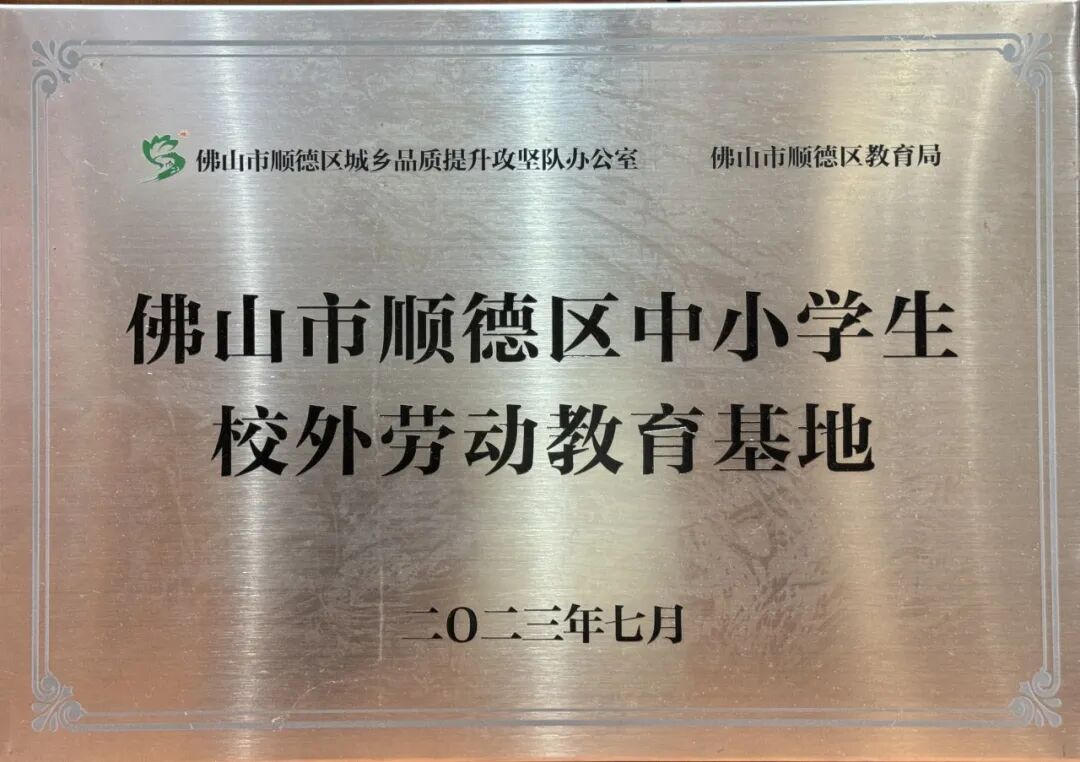 佛山市顺德区城乡品质提升攻坚队办公室 佛山市顺德区教育局
佛山市顺德区中小学生
校外劳动教育基地
二〇二三年七月